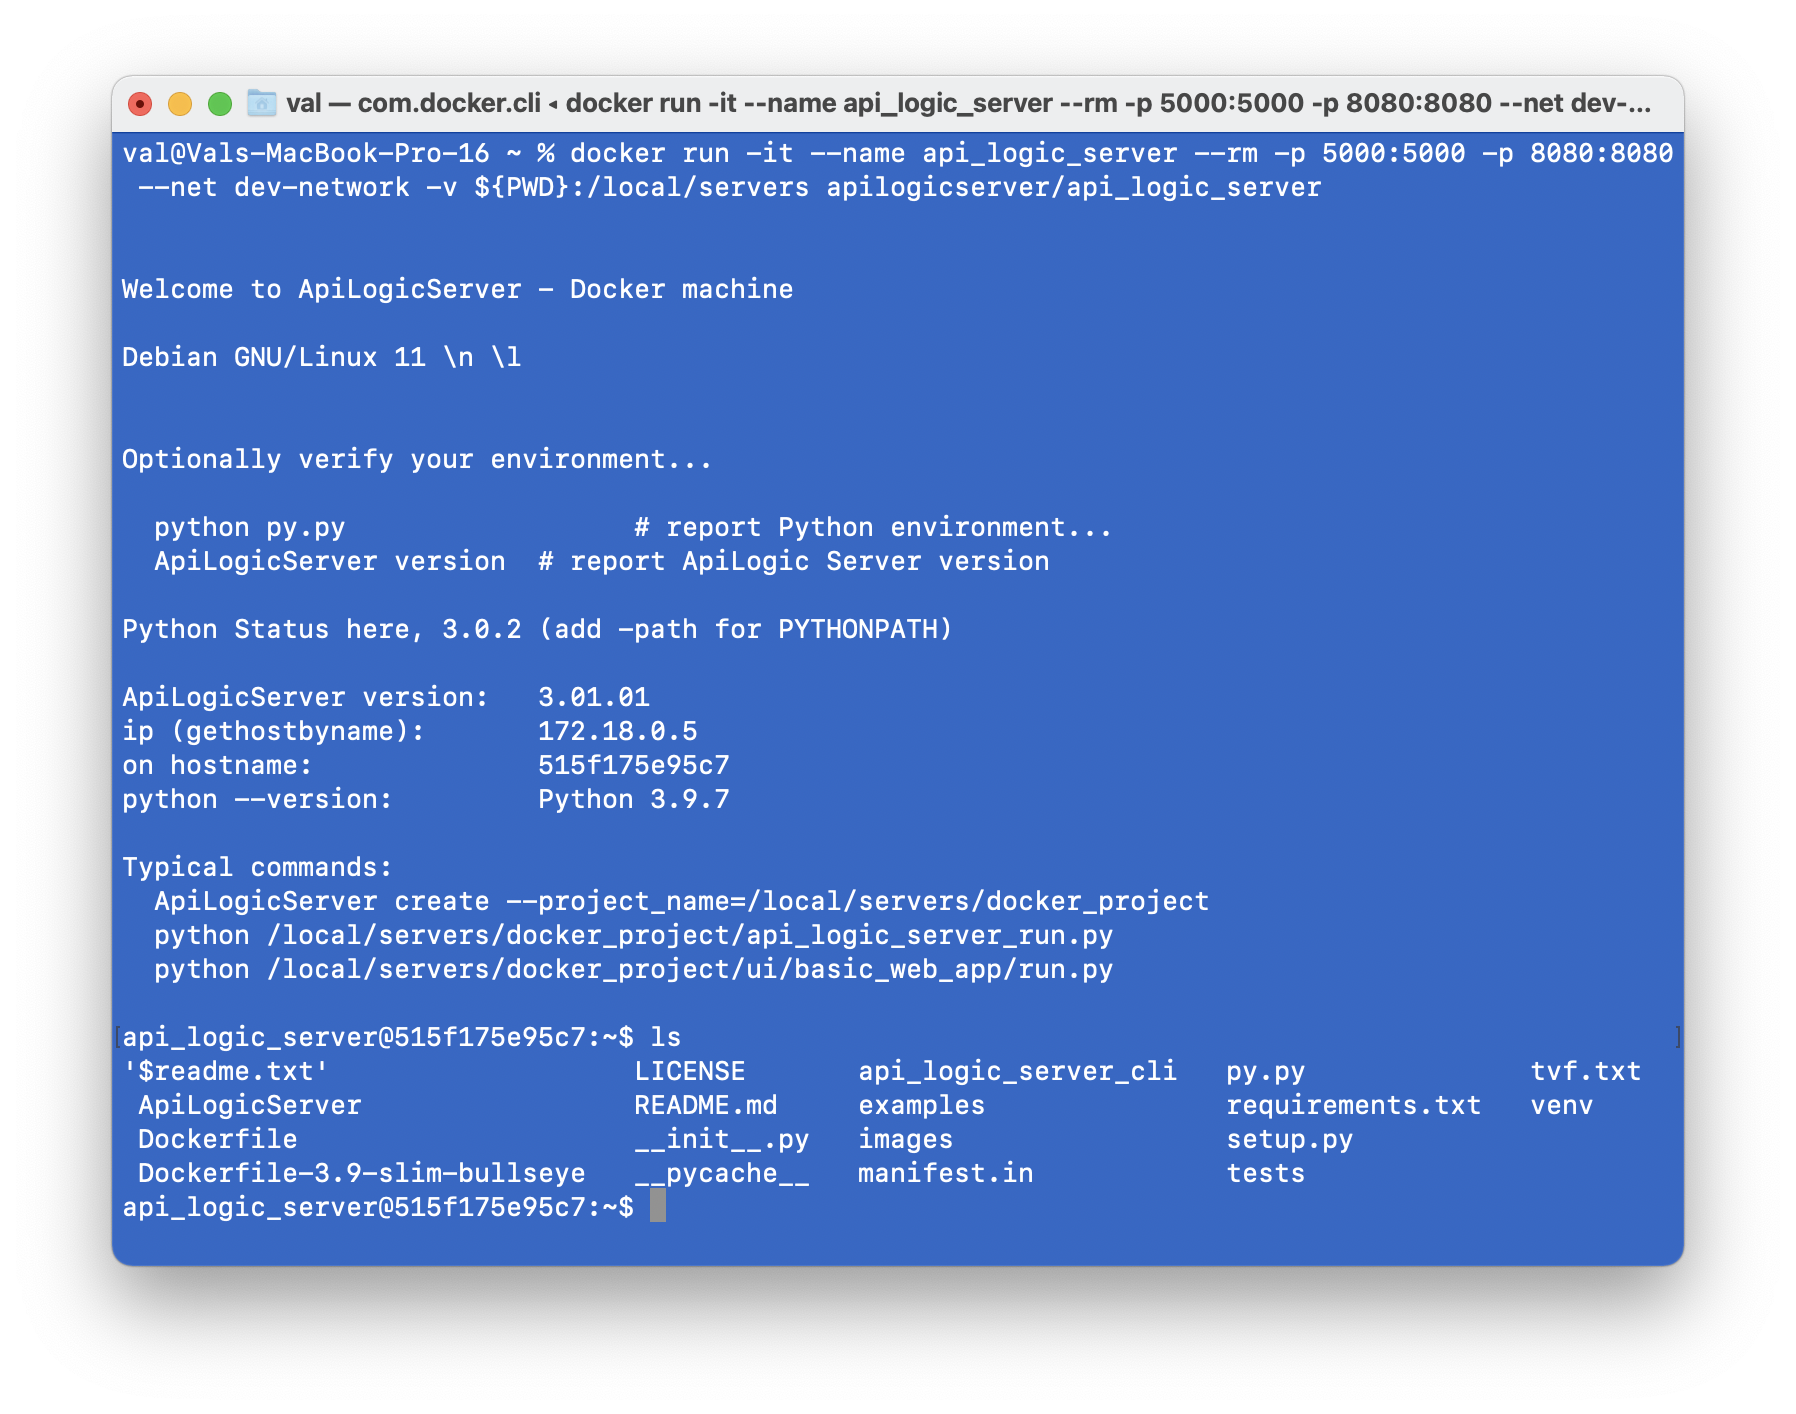 val — com.docker.cli ◂ docker run -it --name api_logic_server --rm -p 5000:5000 -p 8080:8080 --net dev-...
val@Vals-MacBook-Pro-16 ~ % docker run -it --name api_logic_server --rm -p 5000:5000 -p 8080:8080
--net dev-network -v ${PWD}:/local/servers apilogicserver/api_logic_server
Welcome to ApiLogicServer - Docker machine
Debian GNU/Linux 11 \n \l
Optionally verify your environment...
python py.py                  # report Python environment...
ApiLogicServer version  # report ApiLogic Server version
Python Status here, 3.0.2 (add -path for PYTHONPATH)
ApiLogicServer version:   3.01.01
ip (gethostbyname):       172.18.0.5
on hostname:              515f175e95c7
python --version:         Python 3.9.7
Typical commands:
ApiLogicServer create --project_name=/local/servers/docker_project
python /local/servers/docker_project/api_logic_server_run.py
python /local/servers/docker_project/ui/basic_web_app/run.py
[api_logic_server@515f175e95c7:~$ ls ]
'$readme.txt'                   LICENSE       api_logic_server_cli   py.py              tvf.txt
ApiLogicServer                 README.md     examples               requirements.txt   venv
Dockerfile                     __init__.py   images                 setup.py
Dockerfile-3.9-slim-bullseye   __pycache__   manifest.in            tests
api_logic_server@515f175e95c7:~$